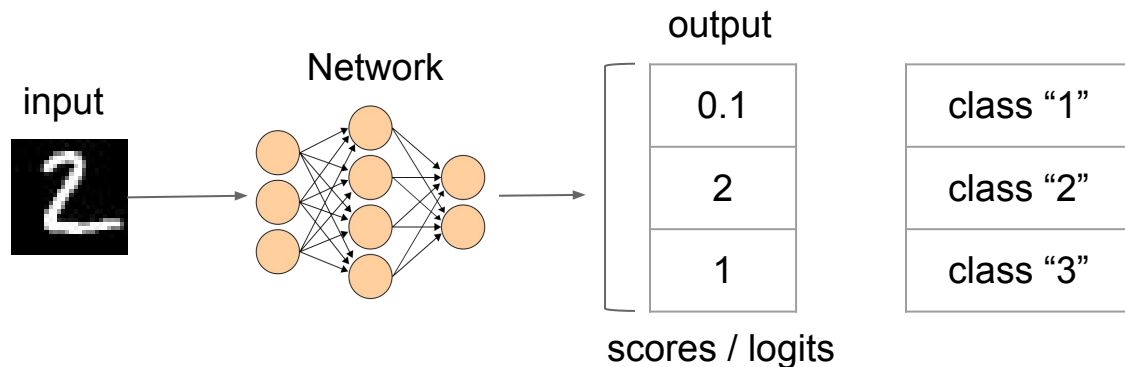 output
Network
input
0.1 class “1”
2 class “2”
1 class “3”
scores / logits
2